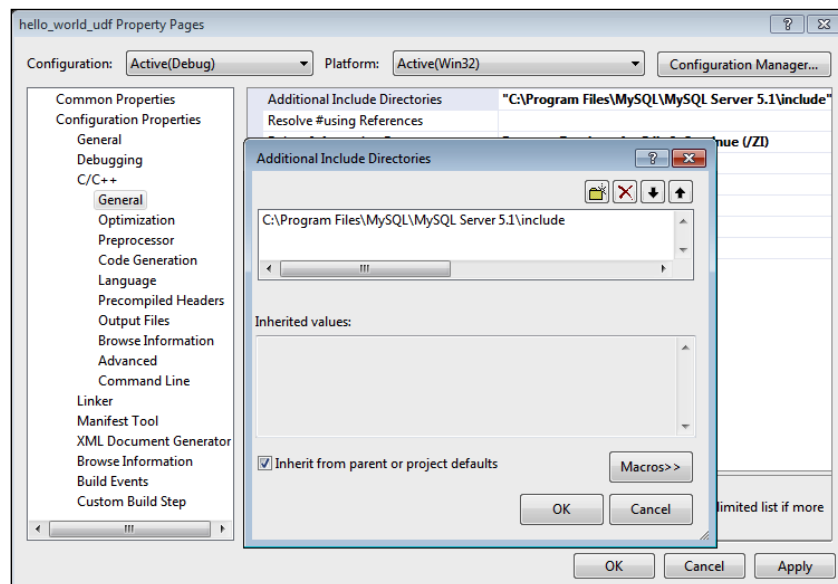 hello_world_udf Property Pages
Configuration: Active(Debug) Platform: Active(Win32) Configuration Manager...
Common Properties
Configuration Properties
General
Debugging
C/C++
General
Optimization
Preprocessor
Code Generation
Language
Precompiled Headers
Output Files
Browse Information
Advanced
Command Line
Linker
Manifest Tool
XML Document Generator
Browse Information
Build Events
Custom Build Step
Additional Include Directories "C:\Program Files\MySQL\MySQL Server 5.1\include"
Resolve #using References
(/ZI)
Additional Include Directories
C:\Program Files\MySQL\MySQL Server 5.1\include
Inherited values:
Inherit from parent or project defaults
Macros>>
OK Cancel
limited list if more
OK Cancel Apply